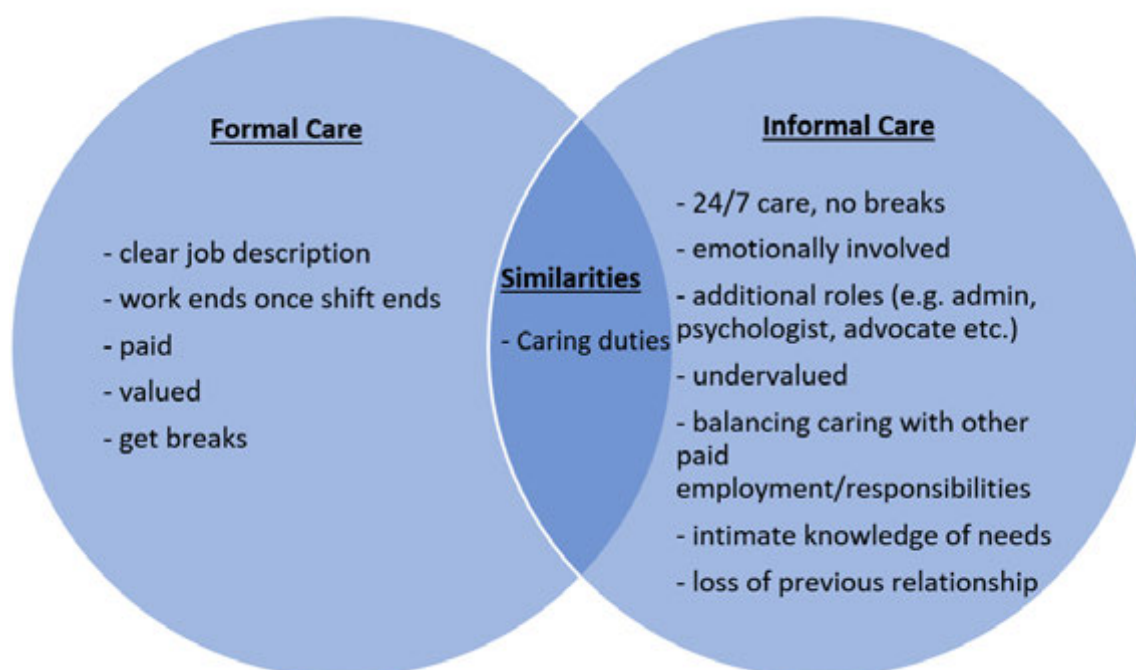 Formal Care
- clear job description
- work ends once shift ends
- paid
- valued
- get breaks
Similarities
- Caring duties
Informal Care
- 24/7 care, no breaks
- emotionally involved
- additional roles (e.g. admin,
psychologist, advocate etc.)
- undervalued
- balancing caring with other
paid
employment/responsibilities
- intimate knowledge of needs
- loss of previous relationship